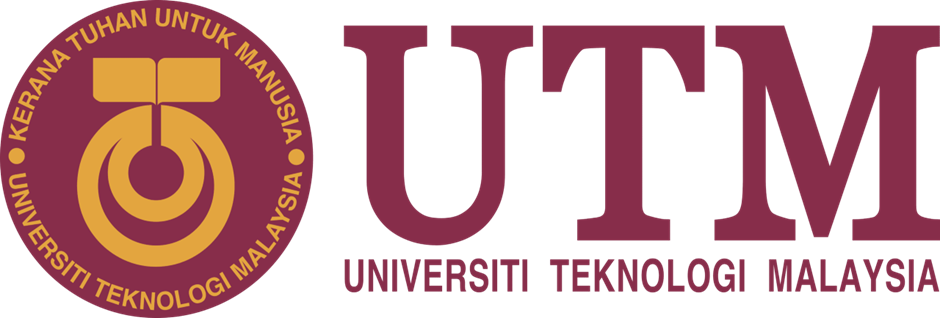 KERANA TUHAN UNTUK MANUSIA
UNIVERSITI TEKNOLOGI MALAYSIA
UTM
UNIVERSITI TEKNOLOGI MALAYSIA